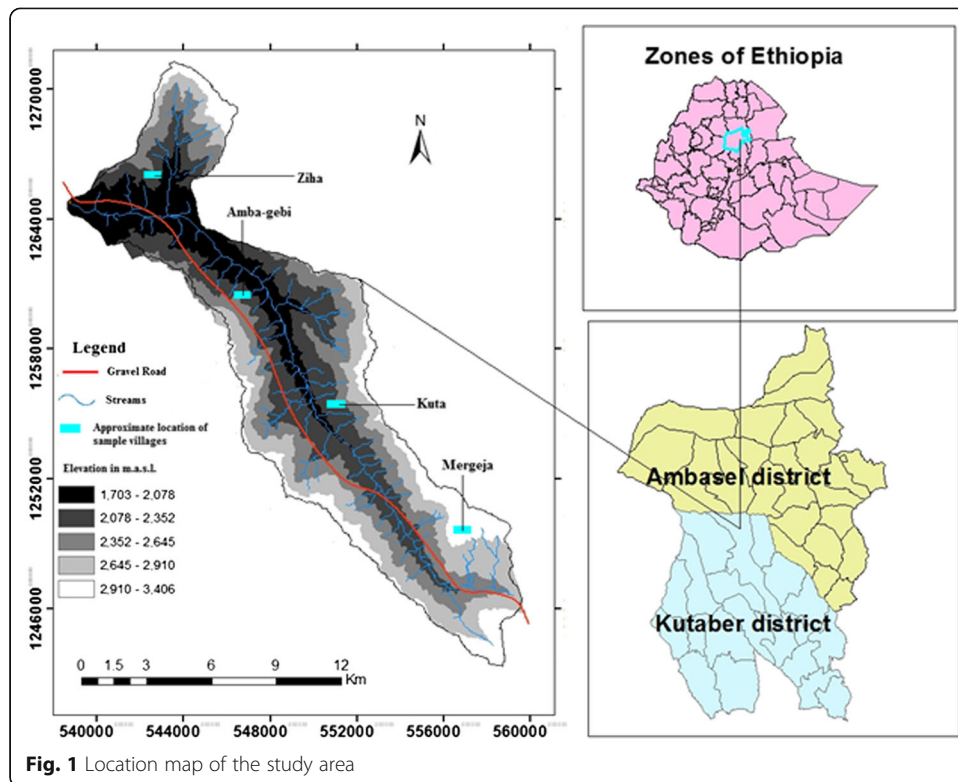 Zones of Ethiopia
1270000
1264000
1258000
1252000
1246000
N
Ziha
Amba-gebi
Kuta
Mergeja
Legend
Gravel Road
Streams
Approximate location of
sample villages
Elevation in m.a.s.l.
1,703 - 2,078
2,078 - 2,352
2,352 - 2,645
2,645 - 2,910
2,910 - 3,406
0 1.5 3 6 9 12
Km
540000 544000 548000 552000 556000 560000
Ambasel district
Kutaber district
Fig. 1 Location map of the study area